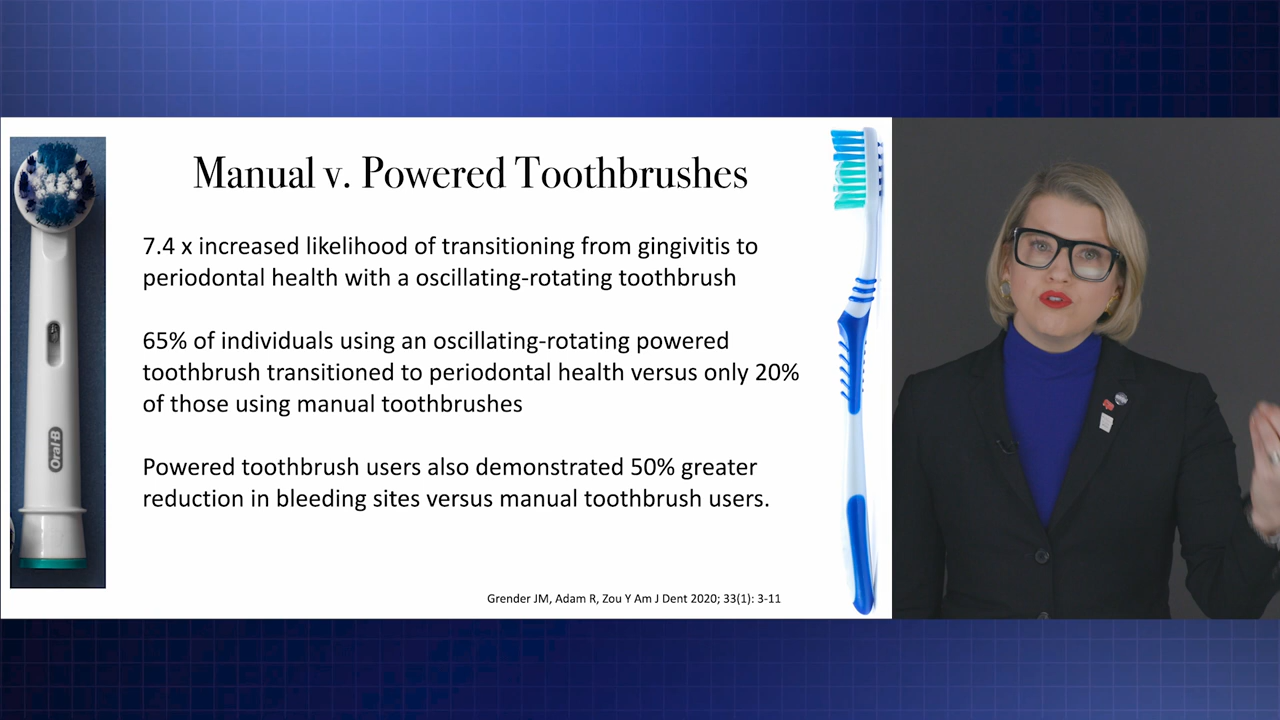 Manual v. Powered Toothbrushes
7.4 x increased likelihood of transitioning from gingivitis to
periodontal health with a oscillating-rotating toothbrush
65% of individuals using an oscillating-rotating powered
toothbrush transitioned to periodontal health versus only 20%
of those using manual toothbrushes
Powered toothbrush users also demonstrated 50% greater
reduction in bleeding sites versus manual toothbrush users.
Grender JM, Adam R, Zou Y Am J Dent 2020; 33(1): 3-11
Oral-B